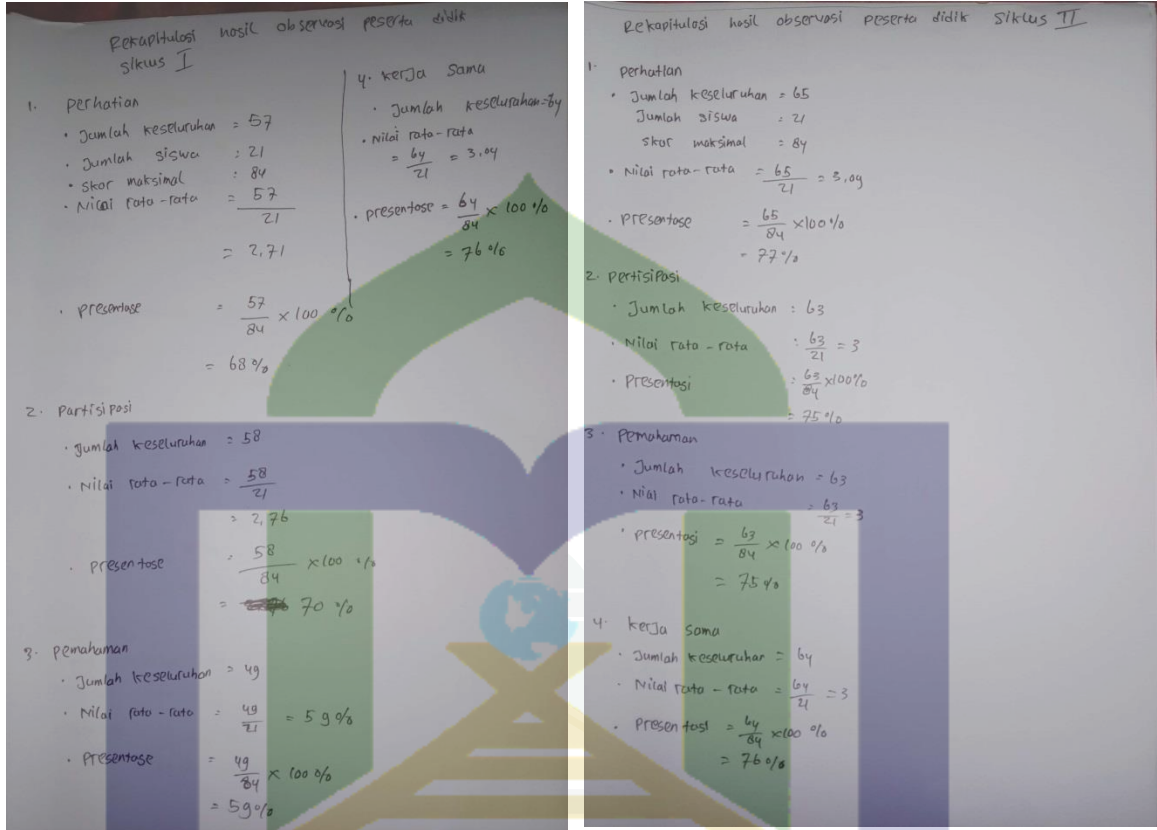 Rekapitulasi hasil observasi peserta didik
siklus I
1. Perhatian
• Jumlah keseluruhan = 57
• Jumlah siswa : 21
• Skor maksimal : 84
• Nilai rata-rata = 57/21
= 2,71
• Presentase = 57/84 × 100 %
= 68 %
2. Partisipasi
• Jumlah keseluruhan = 58
• Nilai rata-rata = 58/21
= 2,76
• Presentase = 58/84 × 100 %
= 70 %
3. Pemahaman
• Jumlah keseluruhan = 49
• Nilai rata-rata = 49/21 = 59%
• Presentase = 49/84 × 100 %
= 59%
4. Kerja Sama
• Jumlah keseluruhan = 64
• Nilai rata-rata
= 64/21 = 3.04
• presentase = 64/84 × 100 %
= 76 %
Rekapitulasi hasil observasi peserta didik Siklus II
1. Perhatian
• Jumlah keseluruhan = 65
Jumlah siswa : 21
Skor maksimal = 84
• Nilai rata-rata = 65/21 = 3,09
• Presentase = 65/84 ×100 %
= 77 %
2. Pertisipasi
• Jumlah keseluruhan : 63
• Nilai rata-rata : 63/21 = 3
• Presentasi : 63/84 ×100%
= 75 %
3. Pemahaman
• Jumlah keseluruhan = 63
• Nial rata-rata = 63/21 = 3
• presentasi = 63/84 × 100 %
= 75 %
4. Kerja Sama
• Jumlah keseluruhan = 64
• Nilai rata-rata = 64/21 = 3
• Presentasi = 64/84 ×100 %
= 76 %